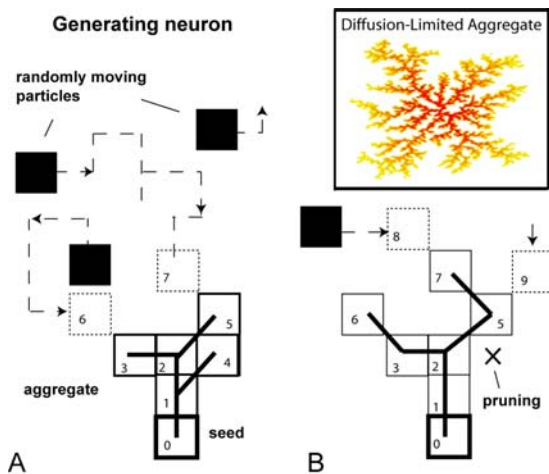 Generating neuron
randomly moving
particles
7
6
5
3
2
4
aggregate
1
seed
0
A
Diffusion-Limited Aggregate
8
7
9
6
5
3
2
1
pruning
0
B